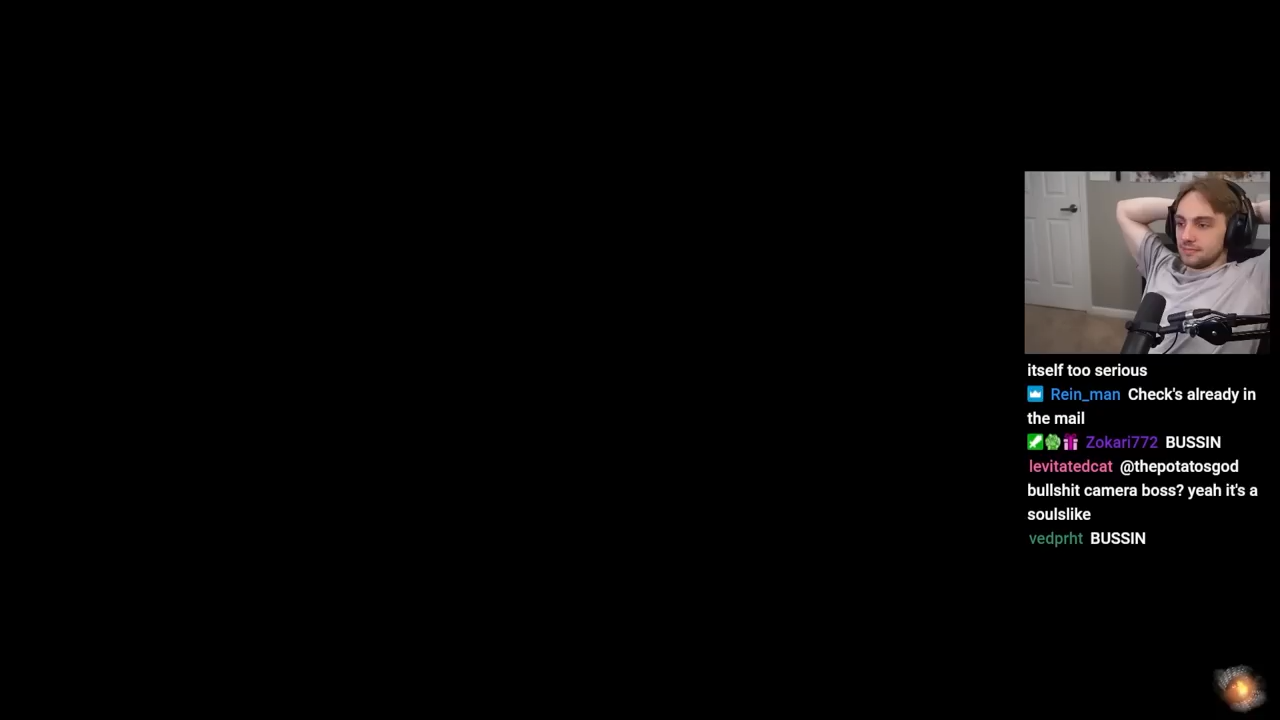 itself too serious
Rein_man Check's already in
the mail
Zokari772 BUSSIN
levitatedcat @thepotatosgod
bullshit camera boss? yeah it's a
soulslike
vedprht BUSSIN